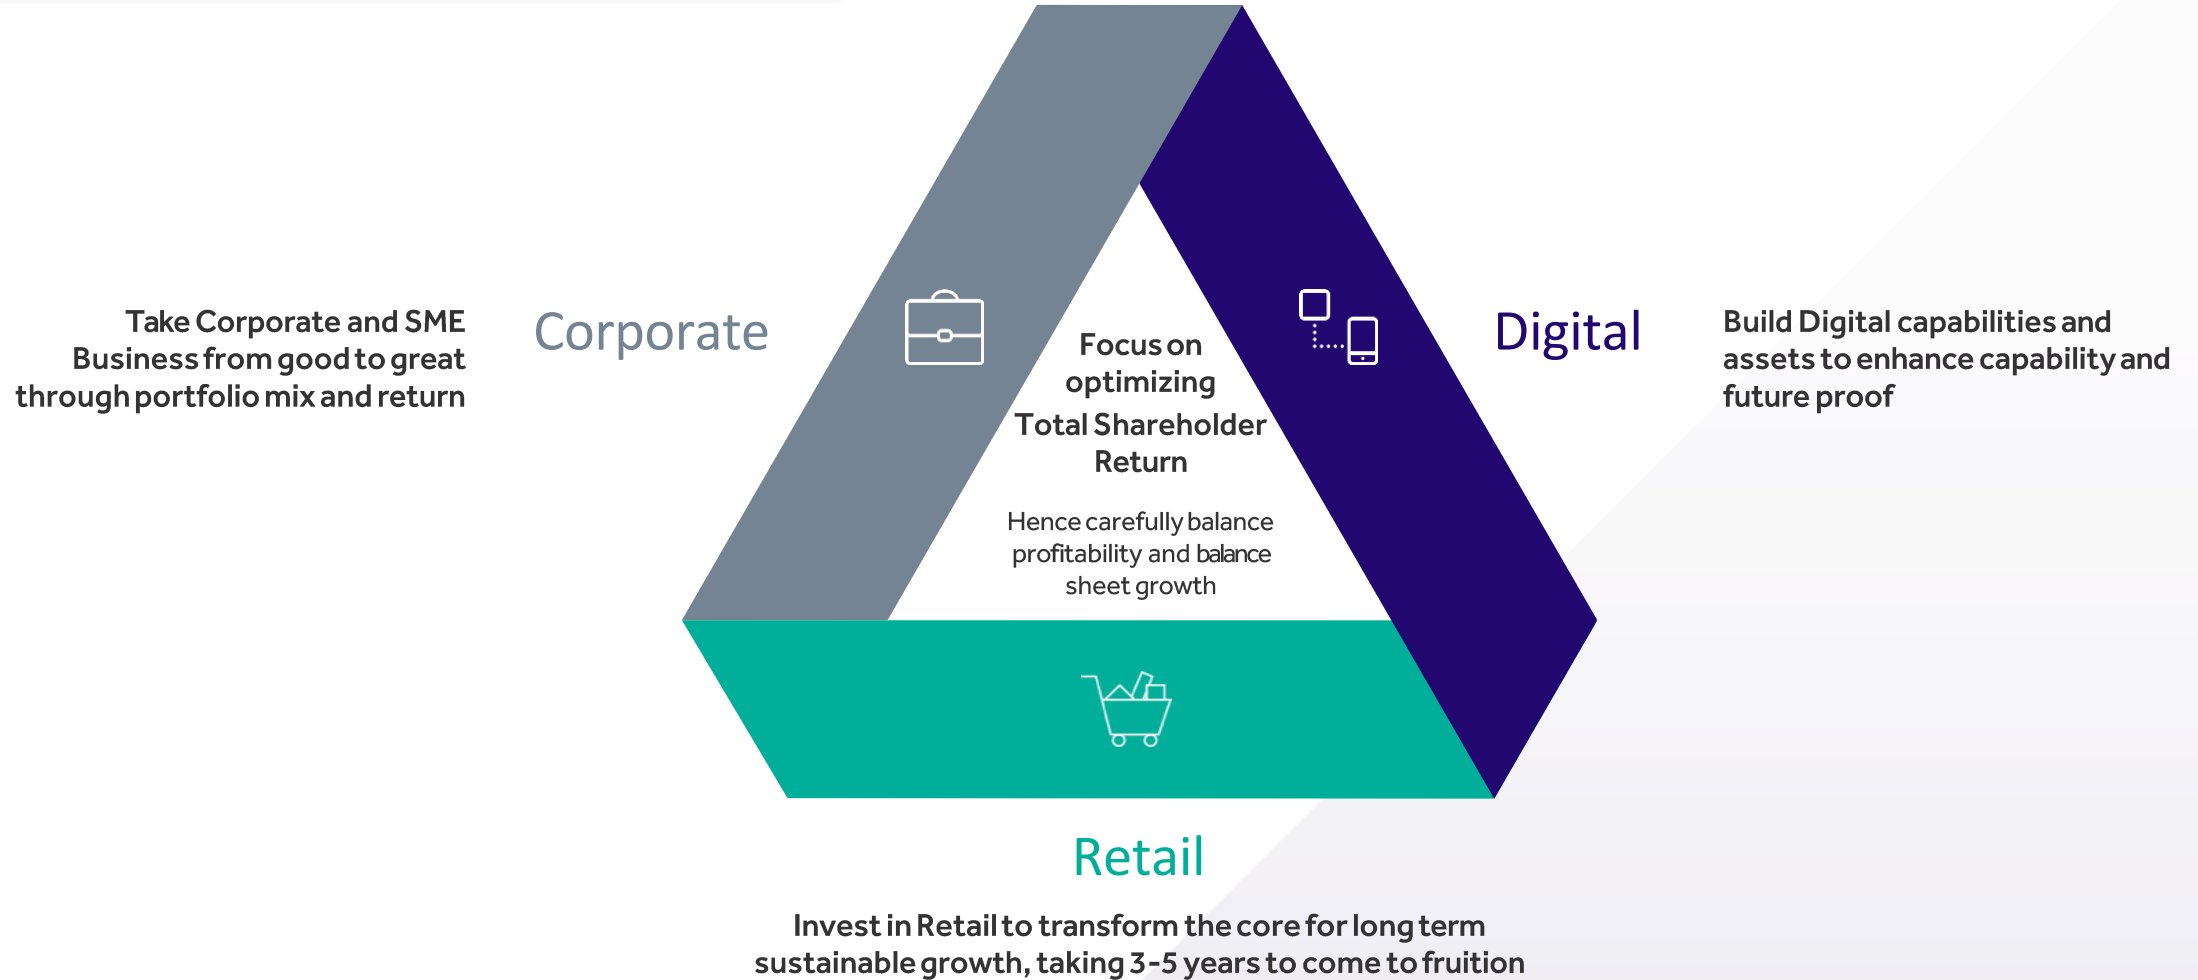 Take Corporate and SME
Business from good to great
through portfolio mix and return
Corporate
Focus on
optimizing
Total Shareholder
Return
Hence carefully balance
profitability and balance
sheet growth
Digital
Build Digital capabilities and
assets to enhance capability and
future proof
Retail
Invest in Retail to transform the core for long term
sustainable growth, taking 3-5 years to come to fruition